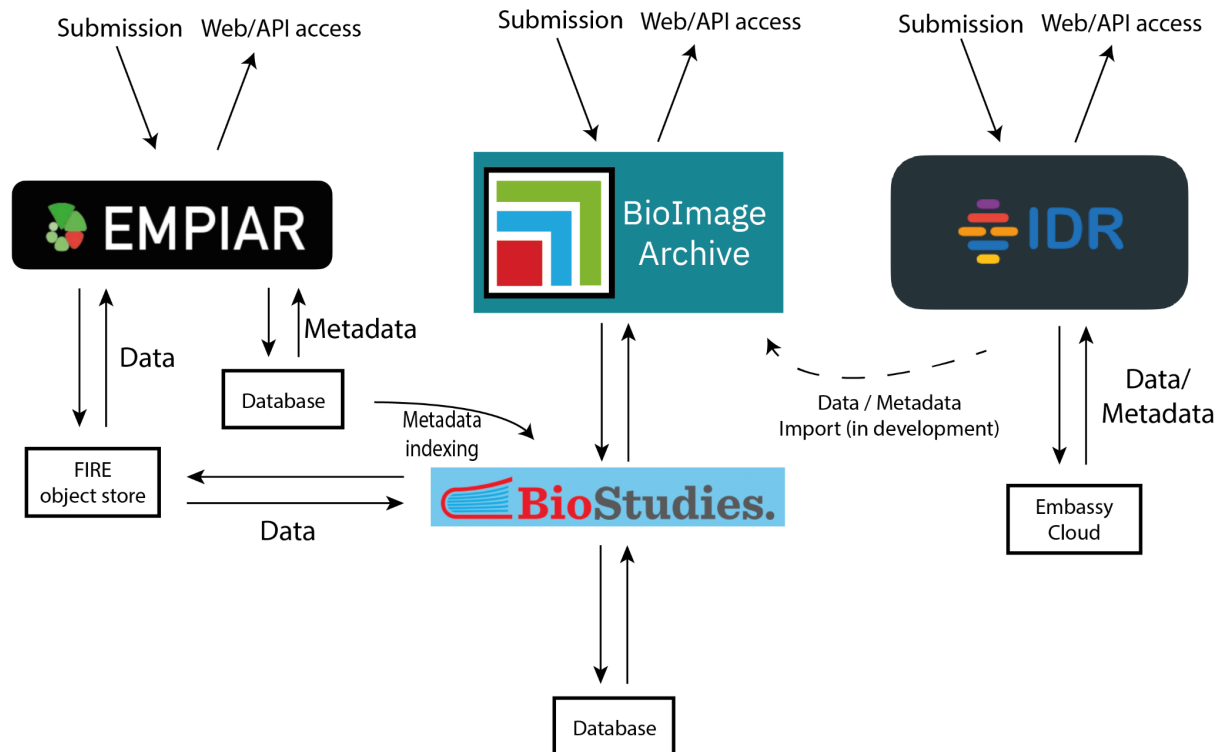 Submission Web/API access
Submission Web/API access
Submission Web/API access
EMPIAR
BioImage
Archive
IDR
Data
Metadata
Database
Metadata
indexing
Data / Metadata
Import (in development)
Data/
Metadata
FIRE
object store
Data
BioStudies.
Embassy
Cloud
Database